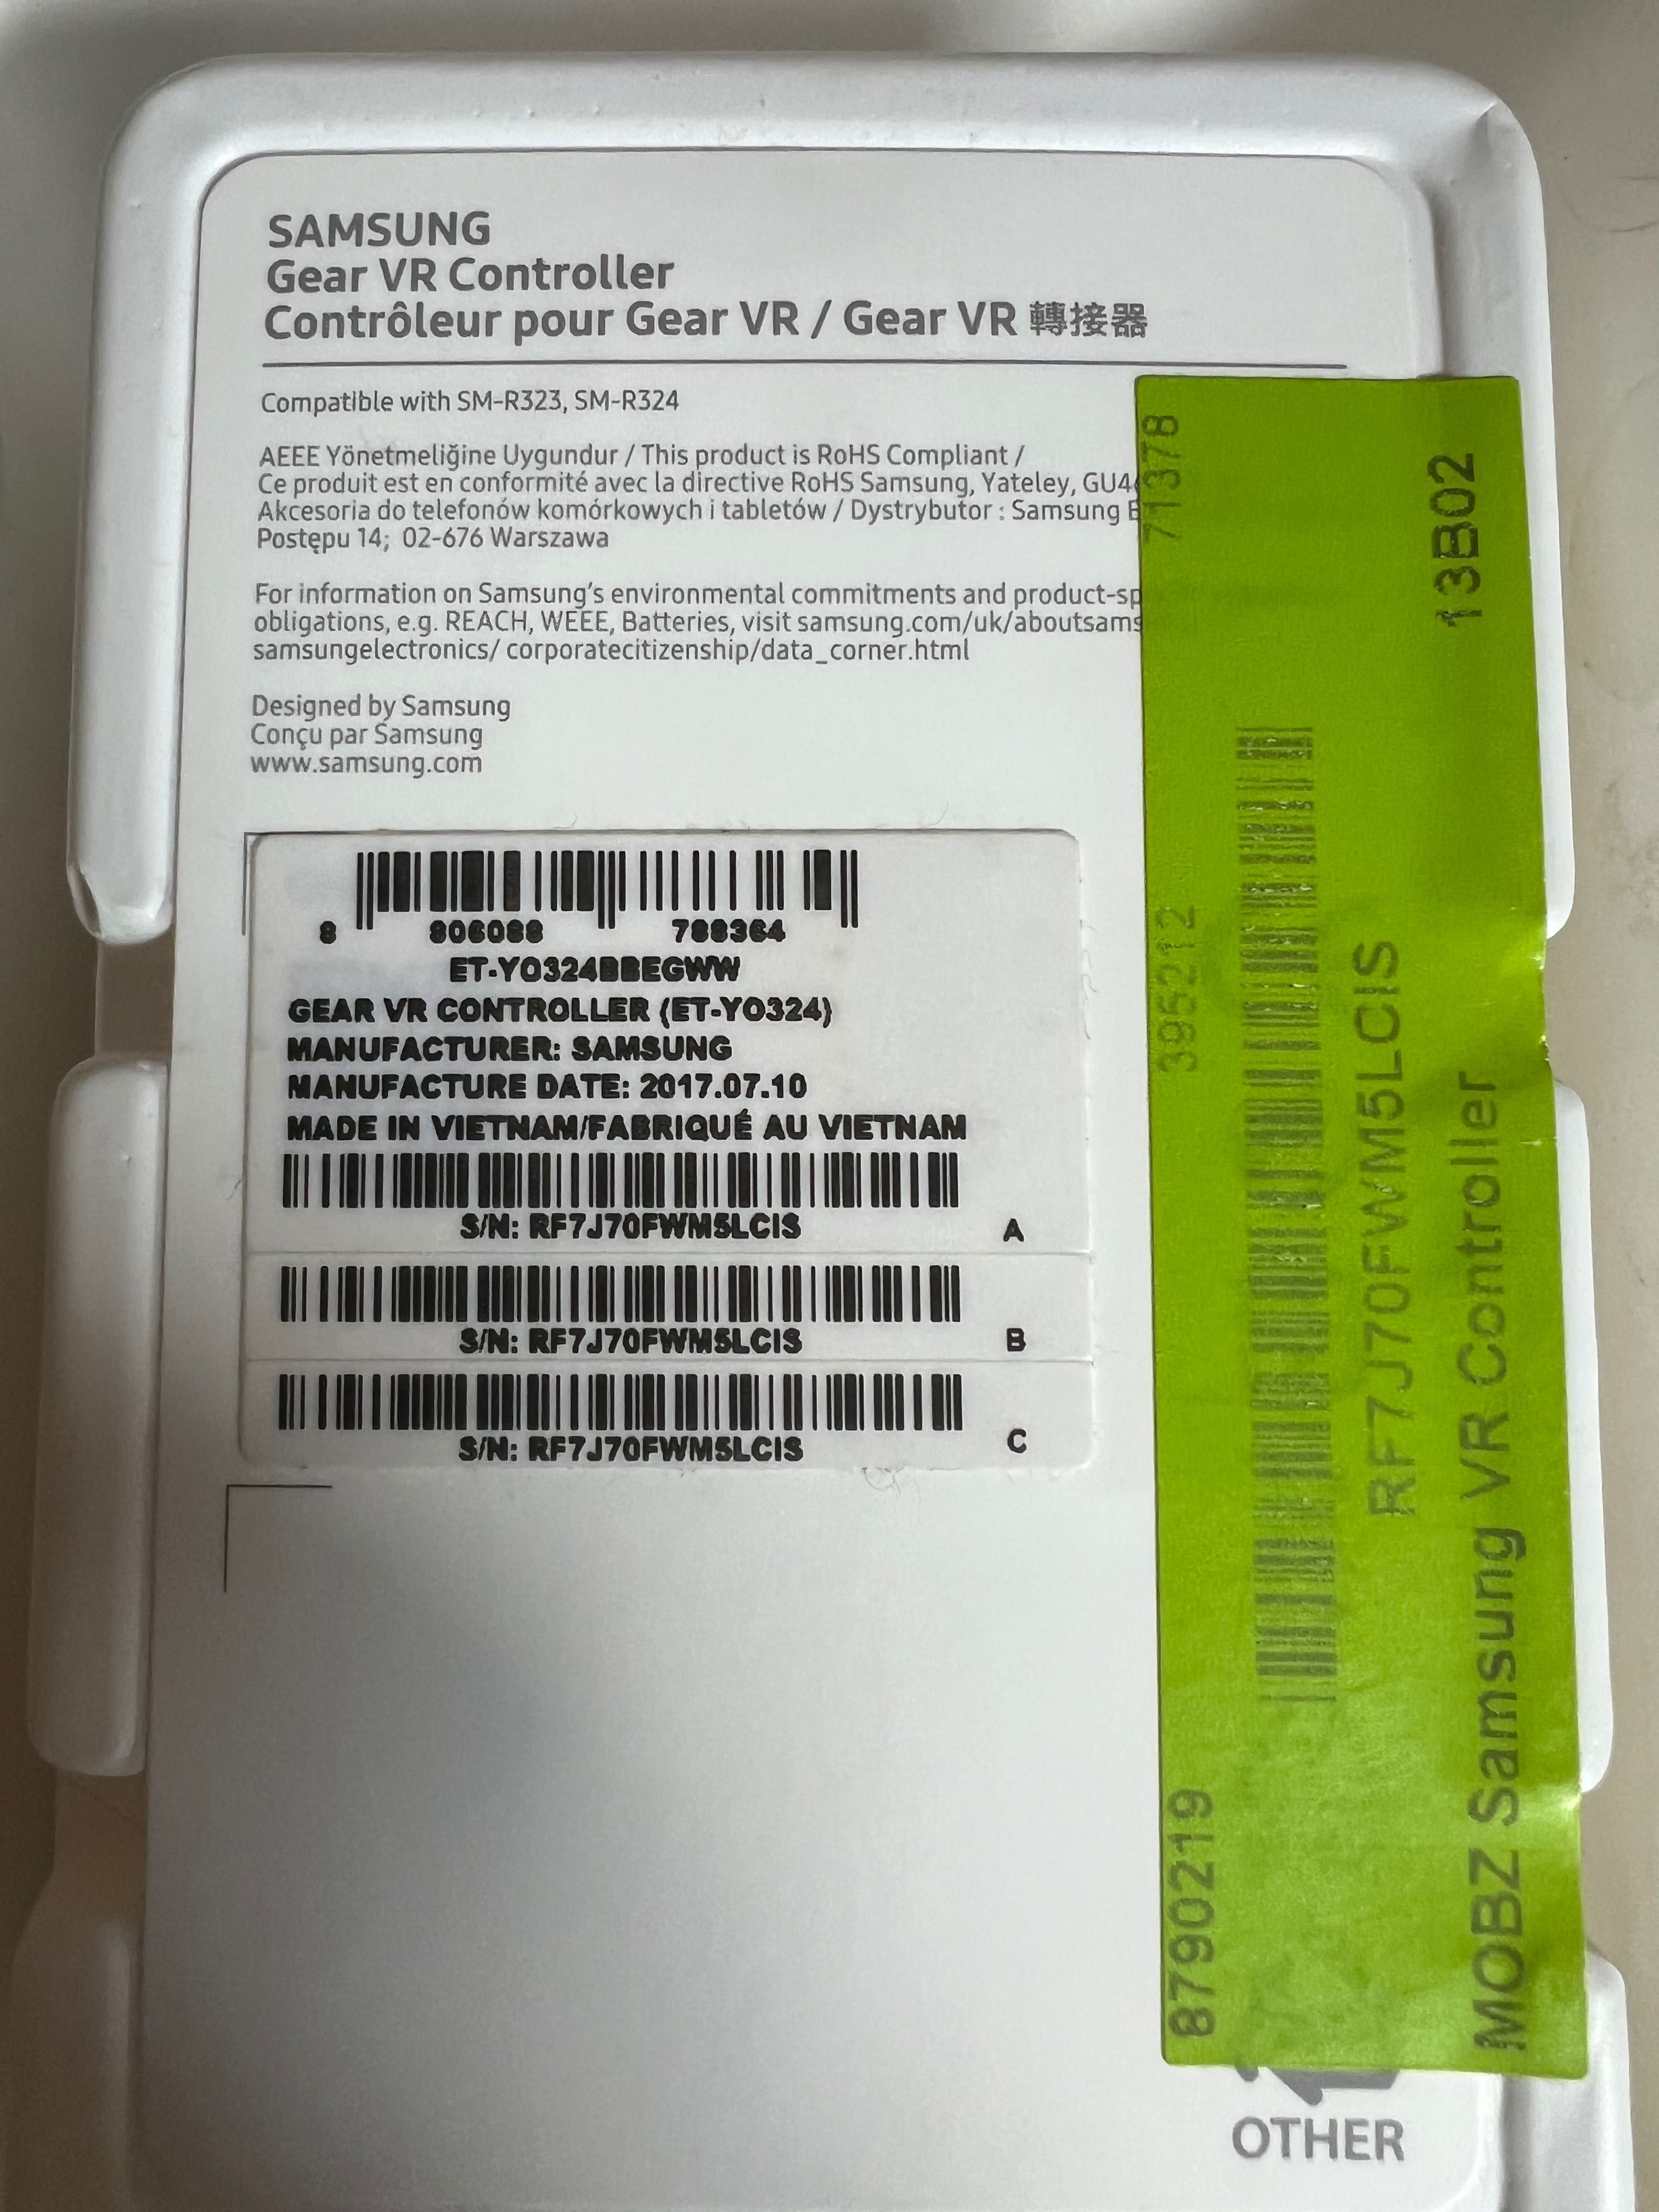 SAMSUNG
Gear VR Controller
Contrôleur pour Gear VR / Gear VR 轉接器
Compatible with SM-R323, SM-R324
AEEE Yönetmeliğine Uygundur / This product is RoHS Compliant /
Ce produit est en conformité avec la directive RoHS Samsung, Yateley, GU4
Akcesoria do telefonów komórkowych i tabletów / Dystrybutor : Samsung E
Postępu 14; 02-676 Warszawa
For information on Samsung's environmental commitments and product-sp
obligations, e.g. REACH, WEEE, Batteries, visit samsung.com/uk/aboutsams
samsungelectronics/ corporatecitizenship/data_corner.html
Designed by Samsung
Conçu par Samsung
www.samsung.com
8 806088 788364
ET-YO324BBEGWW
GEAR VR CONTROLLER (ET-YO324)
MANUFACTURER: SAMSUNG
MANUFACTURE DATE: 2017.07.10
MADE IN VIETNAM/FABRIQUÉ AU VIETNAM
S/N: RF7J70FWM5LCIS A
S/N: RF7J70FWM5LCIS B
S/N: RF7J70FWM5LCIS C
8790219 395212 71378
RF7J70FWM5LCIS
MOBZ Samsung VR Controller 13B02
OTHER